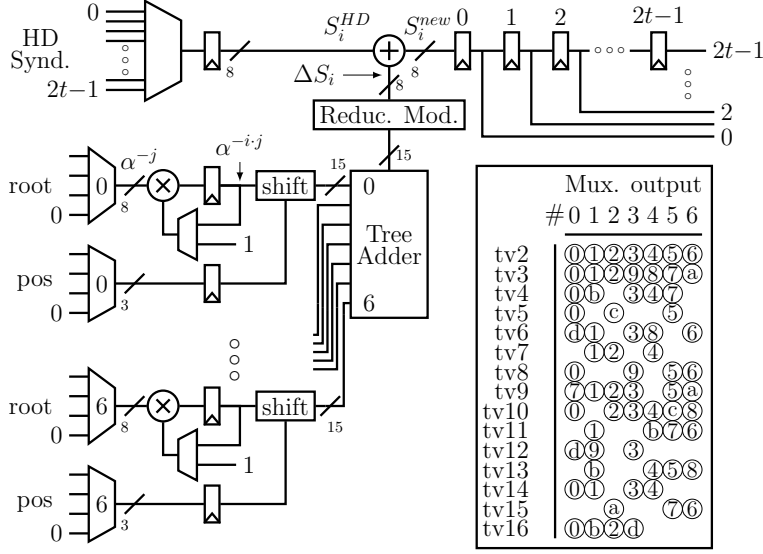 0
HD
Synd.
2t−1
8
S_i^{HD}
S_i^{new}
8
0 1 2 2t−1
2t−1
2
0
ΔS_i
8
Reduc. Mod.
15
root
0
0
α^{-j}
8
α^{-i·j}
1
shift
15
0
Tree
Adder
6
pos
0
0
3
root
0
6
8
1
shift
15
pos
0
6
3
Mux. output
# 0 1 2 3 4 5 6
tv2 0 1 2 3 4 5 6
tv3 0 1 2 9 8 7 a
tv4 0 b 3 4 7
tv5 0 c 5
tv6 d 1 3 8 6
tv7 1 2 4
tv8 0 9 5 6
tv9 7 1 2 3 5 a
tv10 0 2 3 4 c 8
tv11 1 b 7 6
tv12 d 9 3
tv13 b 4 5 8
tv14 0 1 3 4
tv15 a 7 6
tv16 0 b 2 d